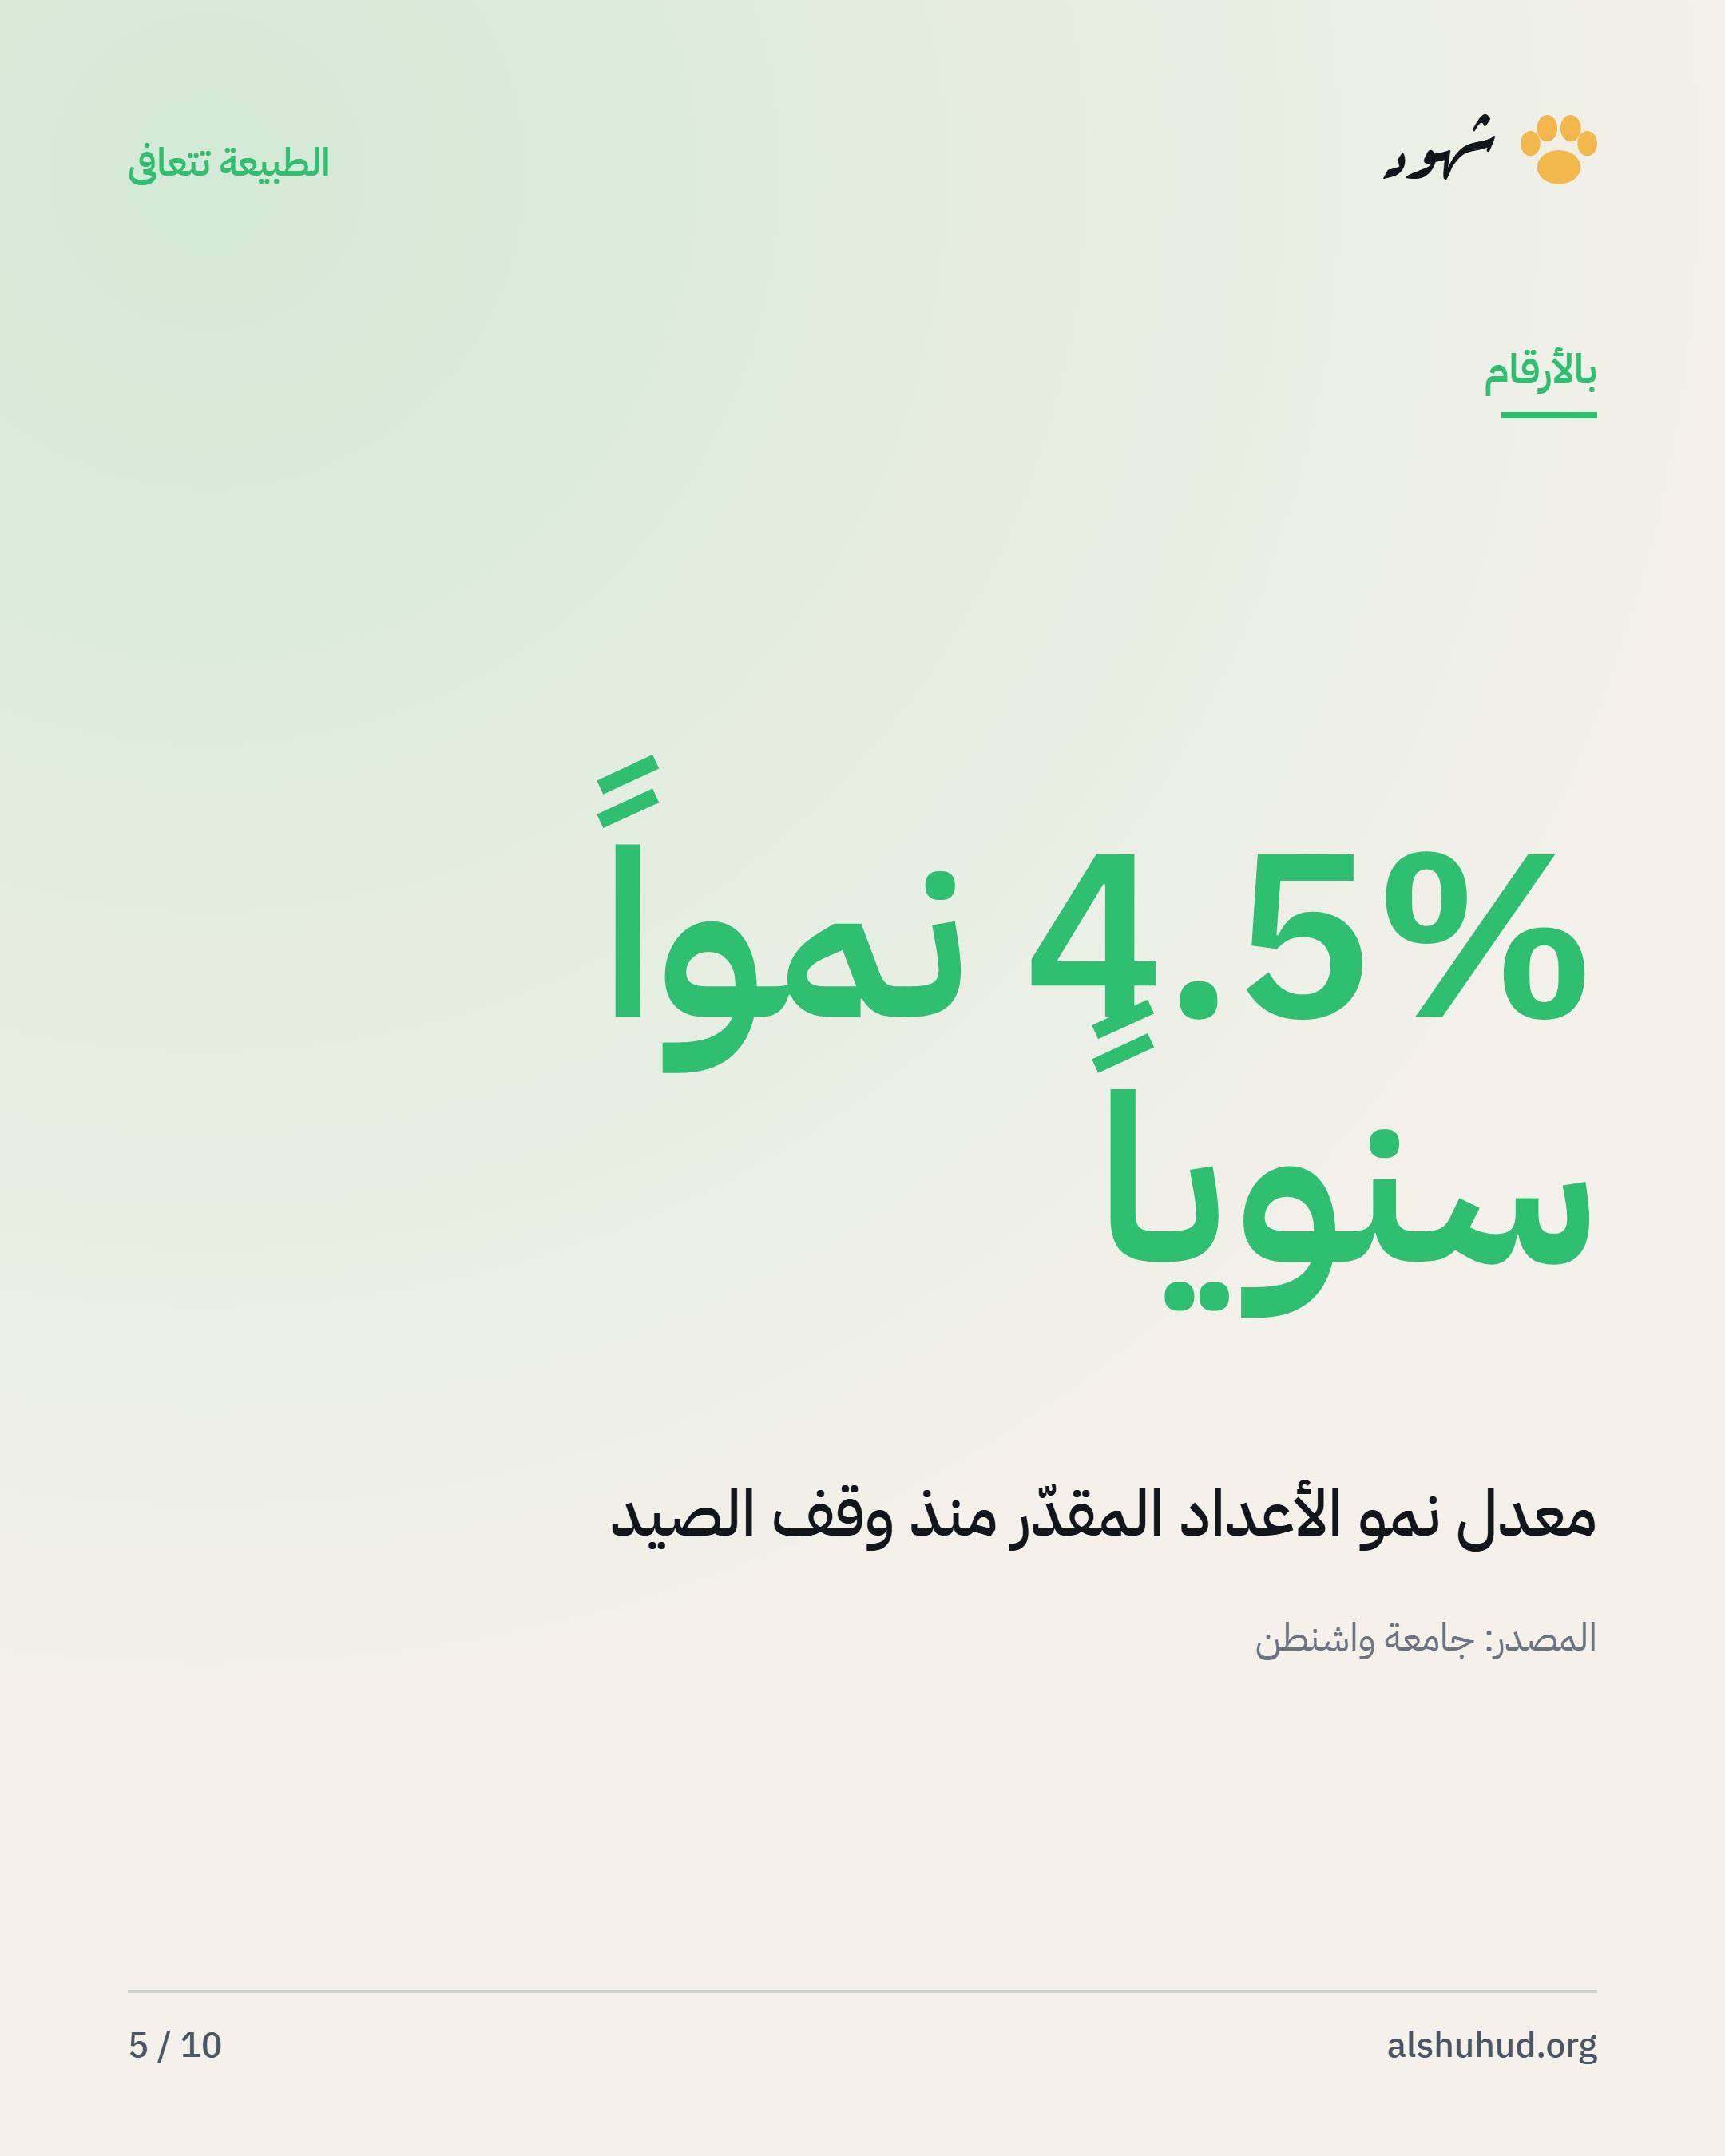 شهود
الطبيعة تتعافى
بالأرقام
4.5% نمواً
سنوياً
معدل نمو الأعداد المقدّر منذ وقف الصيد
المصدر: جامعة واشنطن
alshuhud.org
5 / 10